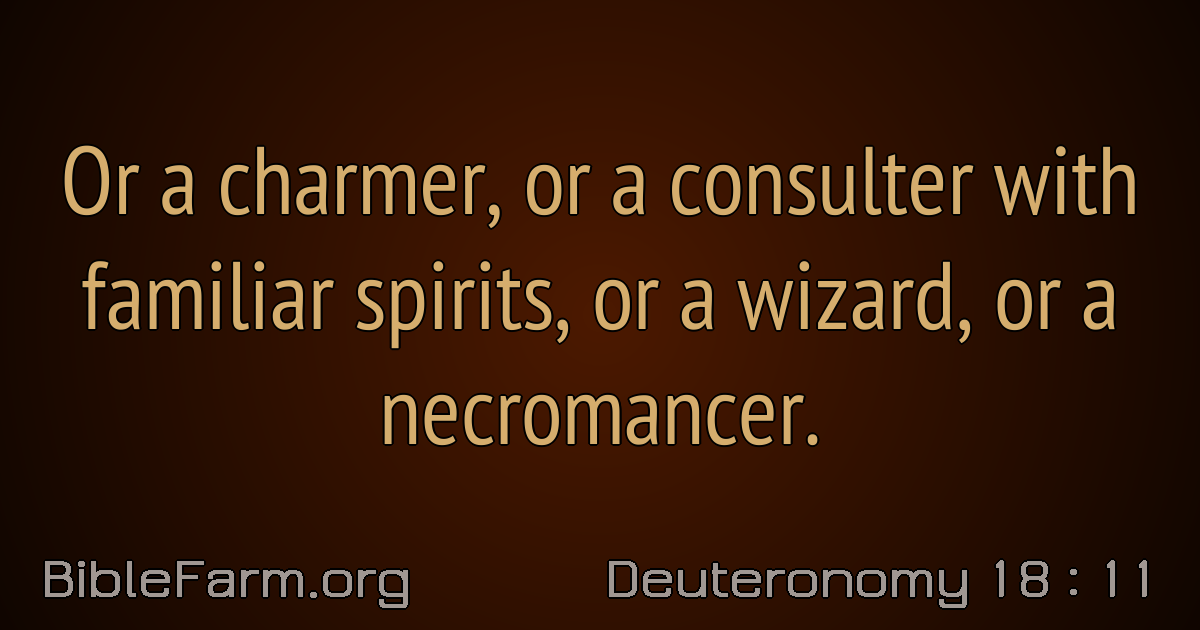 Or a charmer, or a consulter with
familiar spirits, or a wizard, or a
necromancer.
BibleFarm.org
Deuteronomy 18 : 11